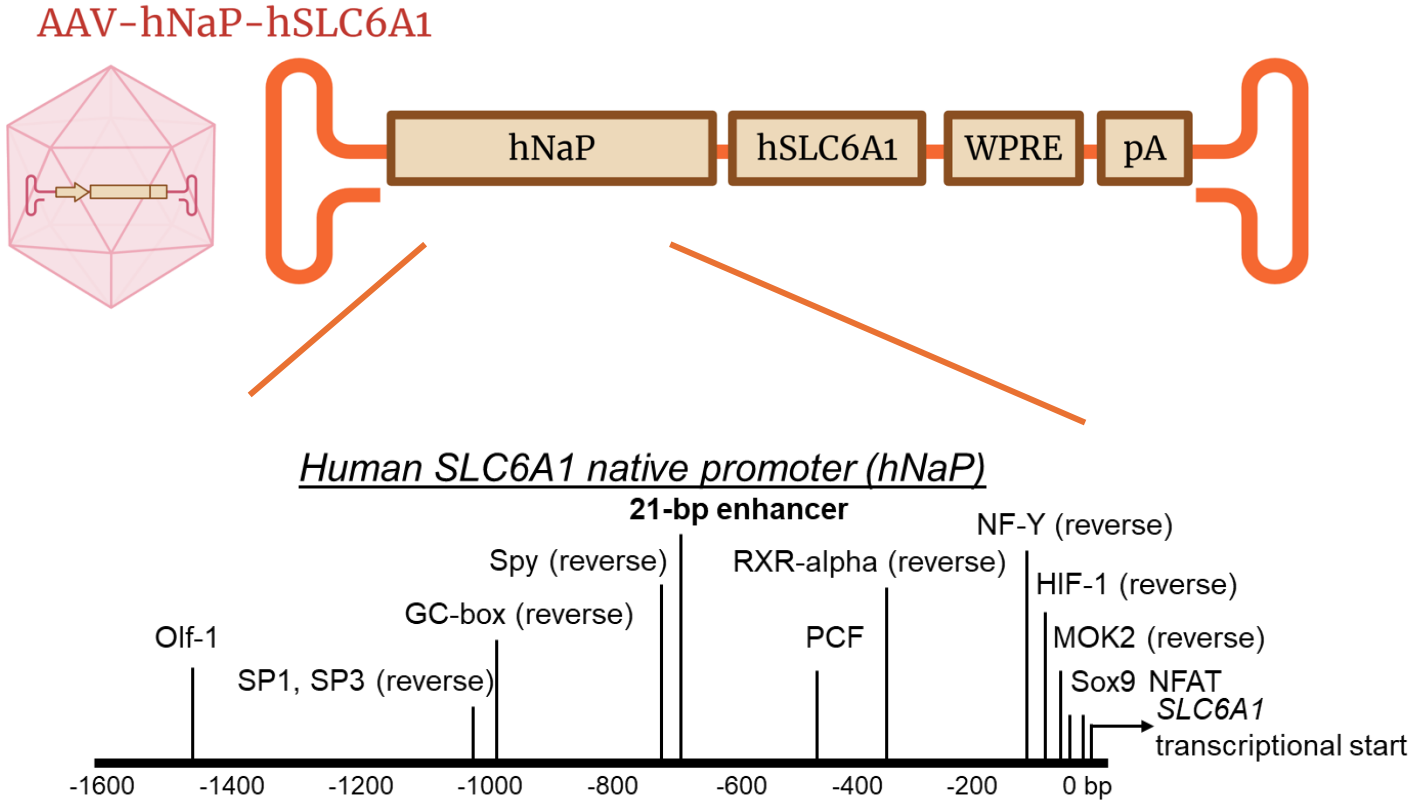 AAV-hNaP-hSLC6A1
hNaP
hSLC6A1
WPRE
pA
Human SLC6A1 native promoter (hNaP)
21-bp enhancer
NF-Y (reverse)
Spy (reverse)
RXR-alpha (reverse)
HIF-1 (reverse)
GC-box (reverse)
Olf-1
PCF
MOK2 (reverse)
SP1, SP3 (reverse)
Sox9 NFAT
SLC6A1
transcriptional start
-1600 -1400 -1200 -1000 -800 -600 -400 -200 0 bp